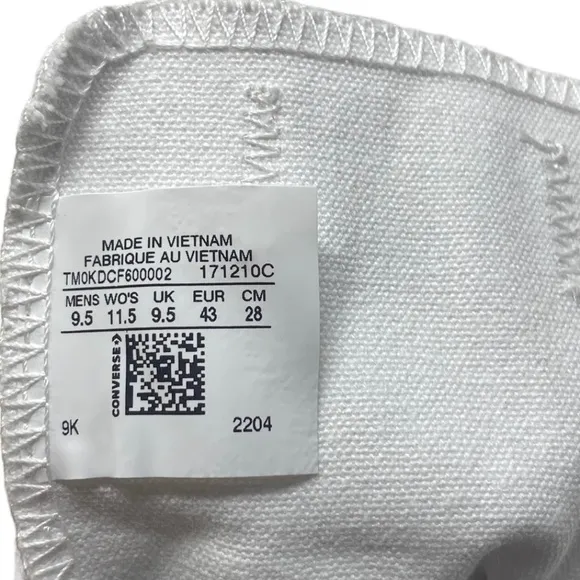 MADE IN VIETNAM
FABRIQUE AU VIETNAM
TM0KDCF600002 171210C
MENS WO'S UK EUR CM
9.5 11.5 9.5 43 28
CONVERSE
9K 2204